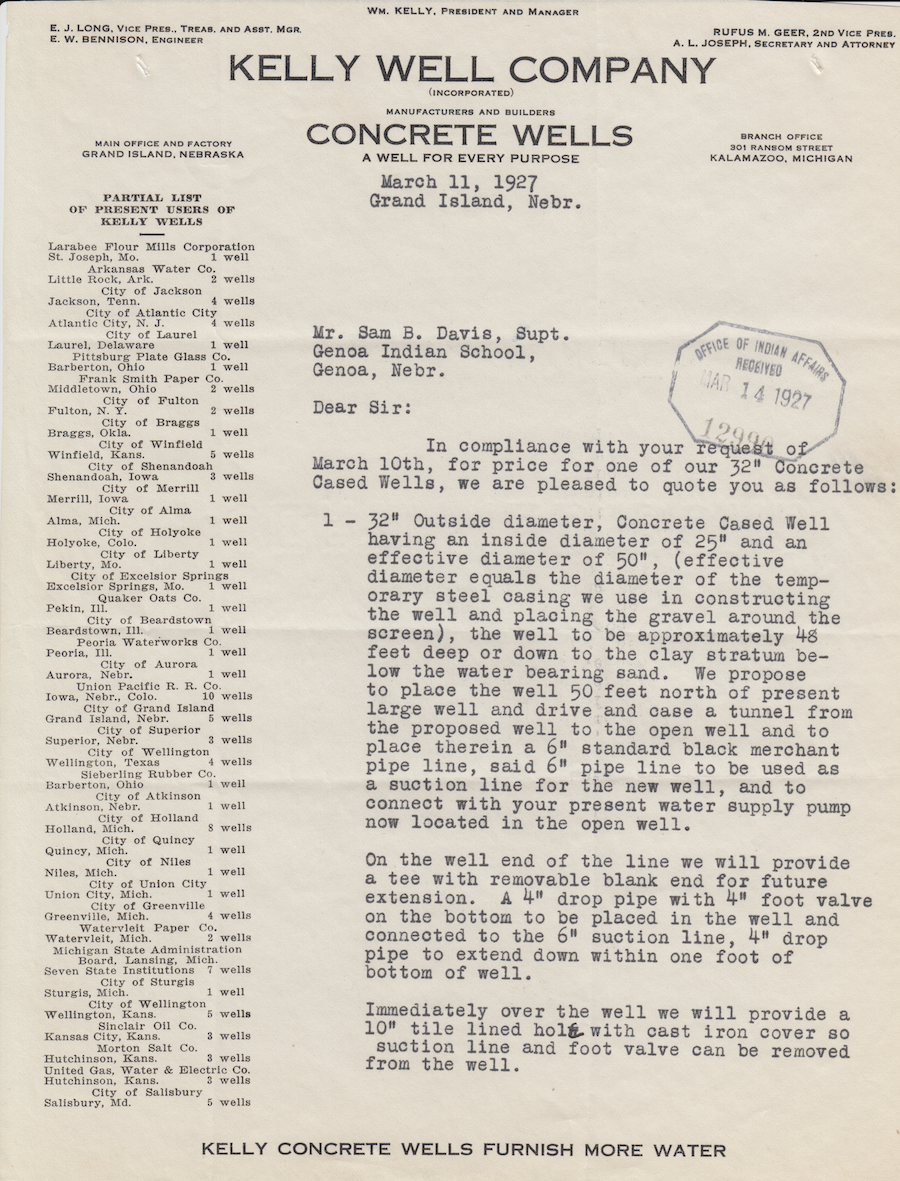 Wm. KELLY, President and Manager
E. J. LONG, Vice Pres., Treas. and Asst. Mgr.
E. W. BENNISON, Engineer
RUFUS M. GEER, 2nd Vice Pres.
A. L. JOSEPH, Secretary and Attorney
KELLY WELL COMPANY
(INCORPORATED)
MANUFACTURERS AND BUILDERS
CONCRETE WELLS
A WELL FOR EVERY PURPOSE
MAIN OFFICE AND FACTORY
GRAND ISLAND, NEBRASKA
BRANCH OFFICE
301 RANSOM STREET
KALAMAZOO, MICHIGAN
March 11, 1927
Grand Island, Nebr.
PARTIAL LIST
OF PRESENT USERS OF
KELLY WELLS
Larabee Flour Mills Corporation
St. Joseph, Mo. 1 well
Arkansas Water Co.
Little Rock, Ark. 2 wells
City of Jackson
Jackson, Tenn. 4 wells
City of Atlantic City
Atlantic City, N. J. 4 wells
City of Laurel
Laurel, Delaware 1 well
Pittsburg Plate Glass Co.
Barberton, Ohio 1 well
Frank Smith Paper Co.
Middletown, Ohio 2 wells
City of Fulton
Fulton, N. Y. 2 wells
City of Braggs
Braggs, Okla. 1 well
City of Winfield
Winfield, Kans. 5 wells
City of Shenandoah
Shenandoah, Iowa 3 wells
City of Merrill
Merrill, Iowa 1 well
City of Alma
Alma, Mich. 1 well
City of Holyoke
Holyoke, Colo. 1 well
City of Liberty
Liberty, Mo. 1 well
City of Excelsior Springs
Excelsior Springs, Mo. 1 well
Quaker Oats Co.
Pekin, Ill. 1 well
City of Beardstown
Beardstown, Ill. 1 well
Peoria Waterworks Co.
Peoria, Ill. 1 well
City of Aurora
Aurora, Nebr. 1 well
Union Pacific R. R. Co.
Iowa, Nebr., Colo. 10 wells
City of Grand Island
Grand Island, Nebr. 5 wells
City of Superior
Superior, Nebr. 3 wells
City of Wellington
Wellington, Texas 4 wells
Sieberling Rubber Co.
Barberton, Ohio 1 well
City of Atkinson
Atkinson, Nebr. 1 well
City of Holland
Holland, Mich. 8 wells
City of Quincy
Quincy, Mich. 1 well
City of Niles
Niles, Mich. 1 well
City of Union City
Union City, Mich. 1 well
City of Greenville
Greenville, Mich. 4 wells
Watervleit Paper Co.
Watervleit, Mich. 2 wells
Michigan State Administration
Board, Lansing, Mich.
Seven State Institutions 7 wells
City of Sturgis
Sturgis, Mich. 1 well
City of Wellington
Wellington, Kans. 5 wells
Sinclair Oil Co.
Kansas City, Kans. 3 wells
Morton Salt Co.
Hutchinson, Kans. 3 wells
United Gas, Water & Electric Co.
Hutchinson, Kans. 3 wells
City of Salisbury
Salisbury, Md. 5 wells
Mr. Sam B. Davis, Supt.
Genoa Indian School,
Genoa, Nebr.
OFFICE OF INDIAN AFFAIRS
RECEIVED
MAR 14 1927
Dear Sir:
In compliance with your request of
March 10th, for price for one of our 32" Concrete
Cased Wells, we are pleased to quote you as follows:
1 - 32" Outside diameter, Concrete Cased Well
having an inside diameter of 25" and an
effective diameter of 50", (effective
diameter equals the diameter of the temp-
orary steel casing we use in constructing
the well and placing the gravel around the
screen), the well to be approximately 48
feet deep or down to the clay stratum be-
low the water bearing sand. We propose
to place the well 50 feet north of present
large well and drive and case a tunnel from
the proposed well to the open well and to
place therein a 6" standard black merchant
pipe line, said 6" pipe line to be used as
a suction line for the new well, and to
connect with your present water supply pump
now located in the open well.
On the well end of the line we will provide
a tee with removable blank end for future
extension. A 4" drop pipe with 4" foot valve
on the bottom to be placed in the well and
connected to the 6" suction line, 4" drop
pipe to extend down within one foot of
bottom of well.
Immediately over the well we will provide a
10" tile lined hole with cast iron cover so
suction line and foot valve can be removed
from the well.
KELLY CONCRETE WELLS FURNISH MORE WATER